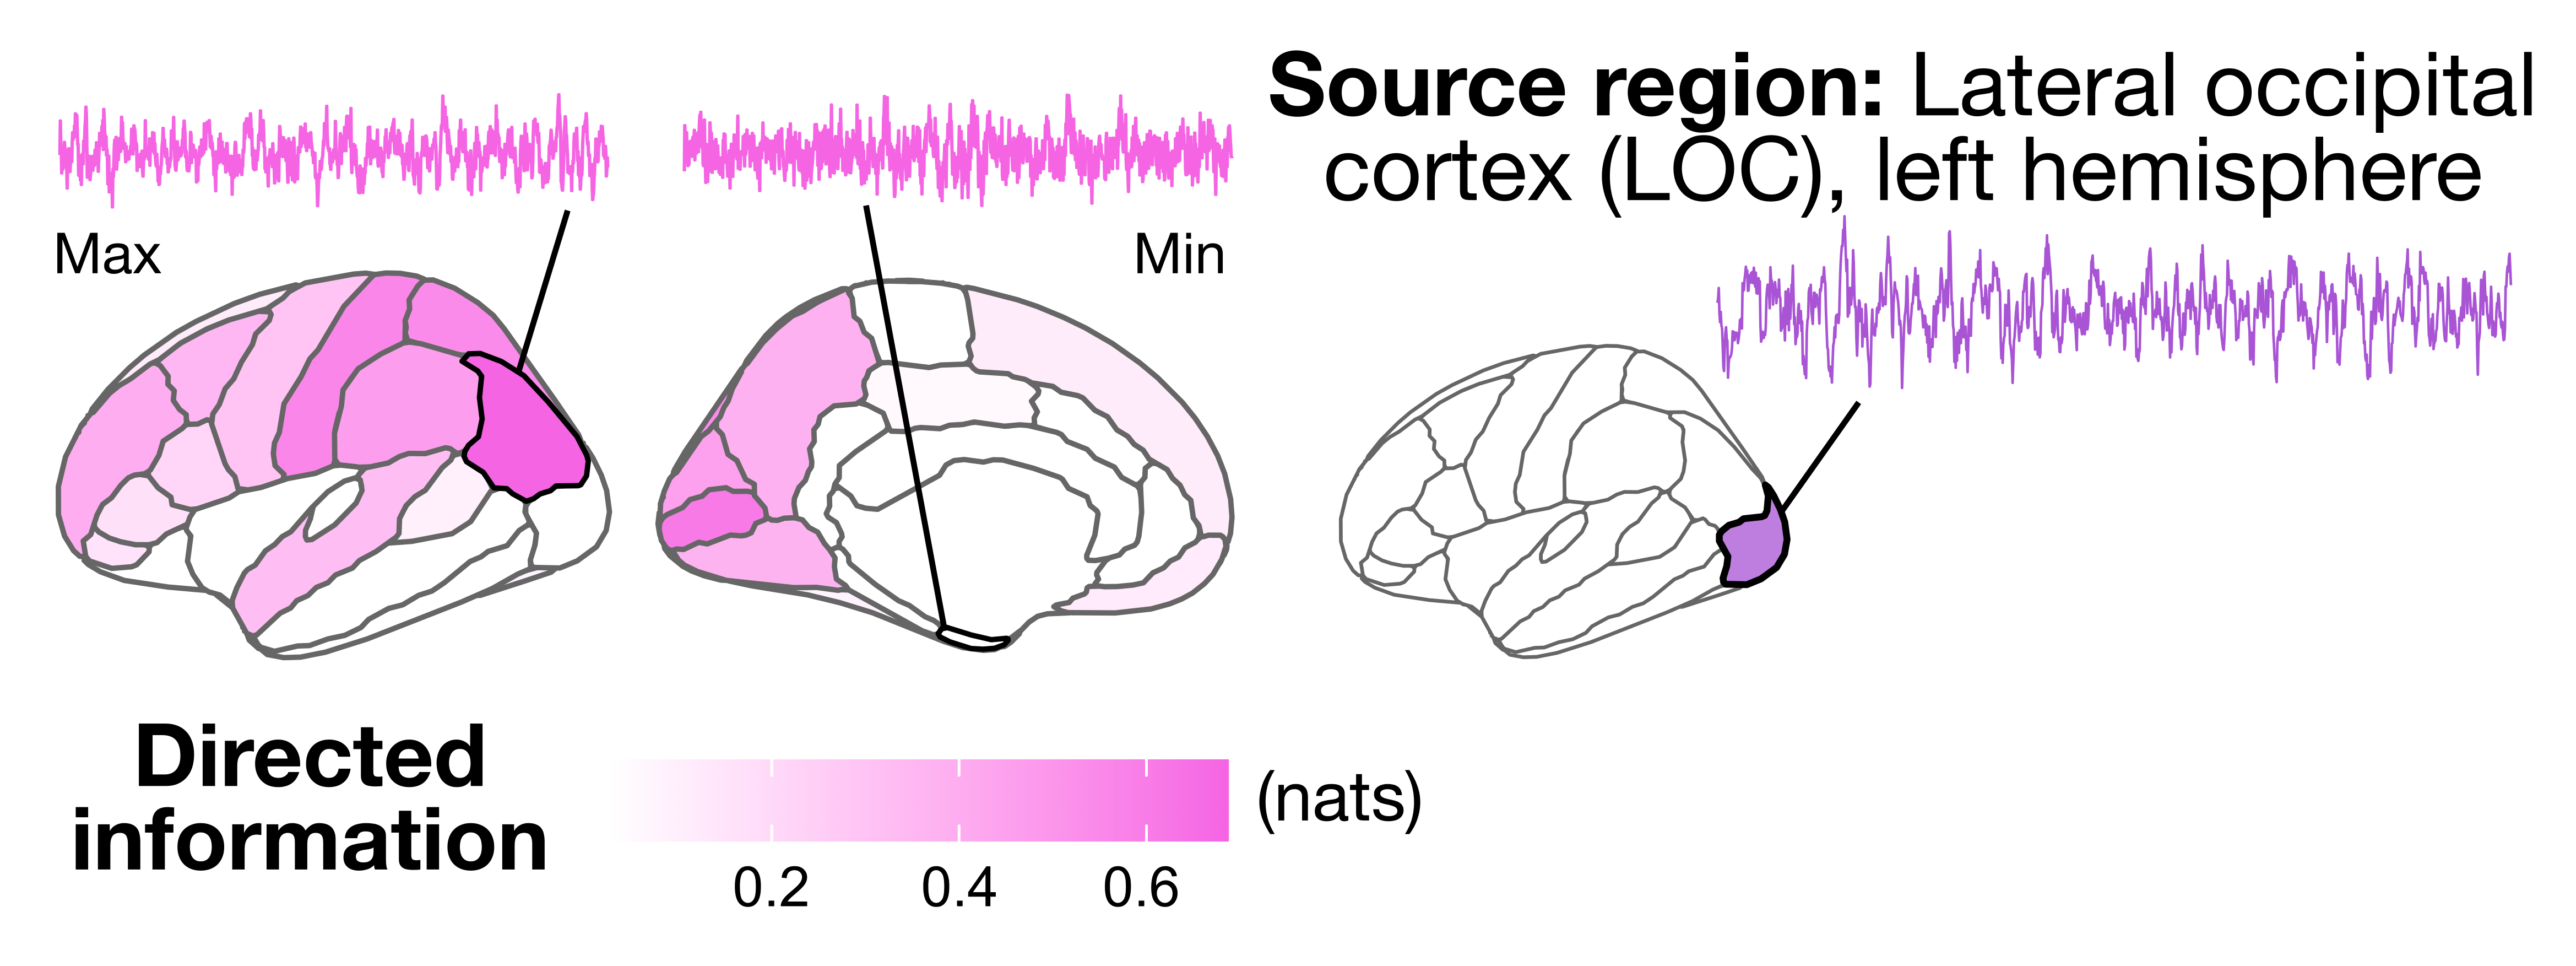 Source region: Lateral occipital
cortex (LOC), left hemisphere
Max
Min
Directed
information
(nats)
0.2 0.4 0.6